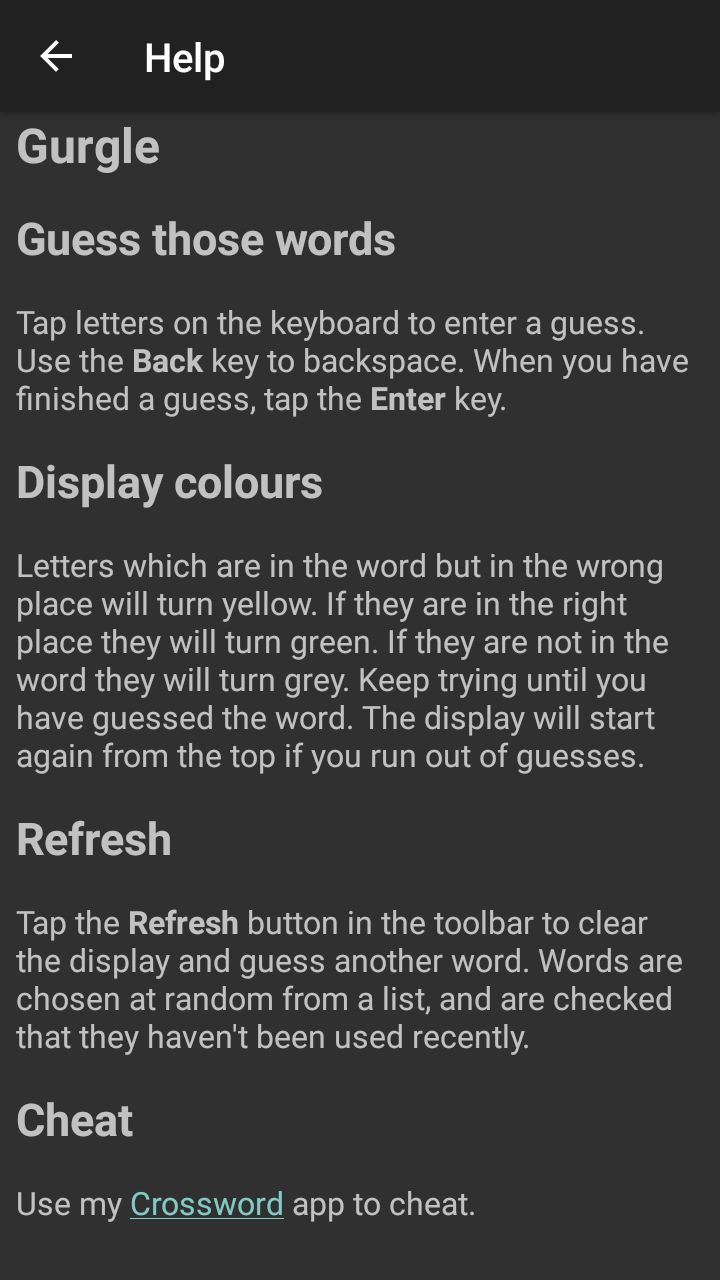 Help
Gurgle
Guess those words
Tap letters on the keyboard to enter a guess.
Use the Back key to backspace. When you have
finished a guess, tap the Enter key.
Display colours
Letters which are in the word but in the wrong
place will turn yellow. If they are in the right
place they will turn green. If they are not in the
word they will turn grey. Keep trying until you
have guessed the word. The display will start
again from the top if you run out of guesses.
Refresh
Tap the Refresh button in the toolbar to clear
the display and guess another word. Words are
chosen at random from a list, and are checked
that they haven't been used recently.
Cheat
Use my Crossword app to cheat.